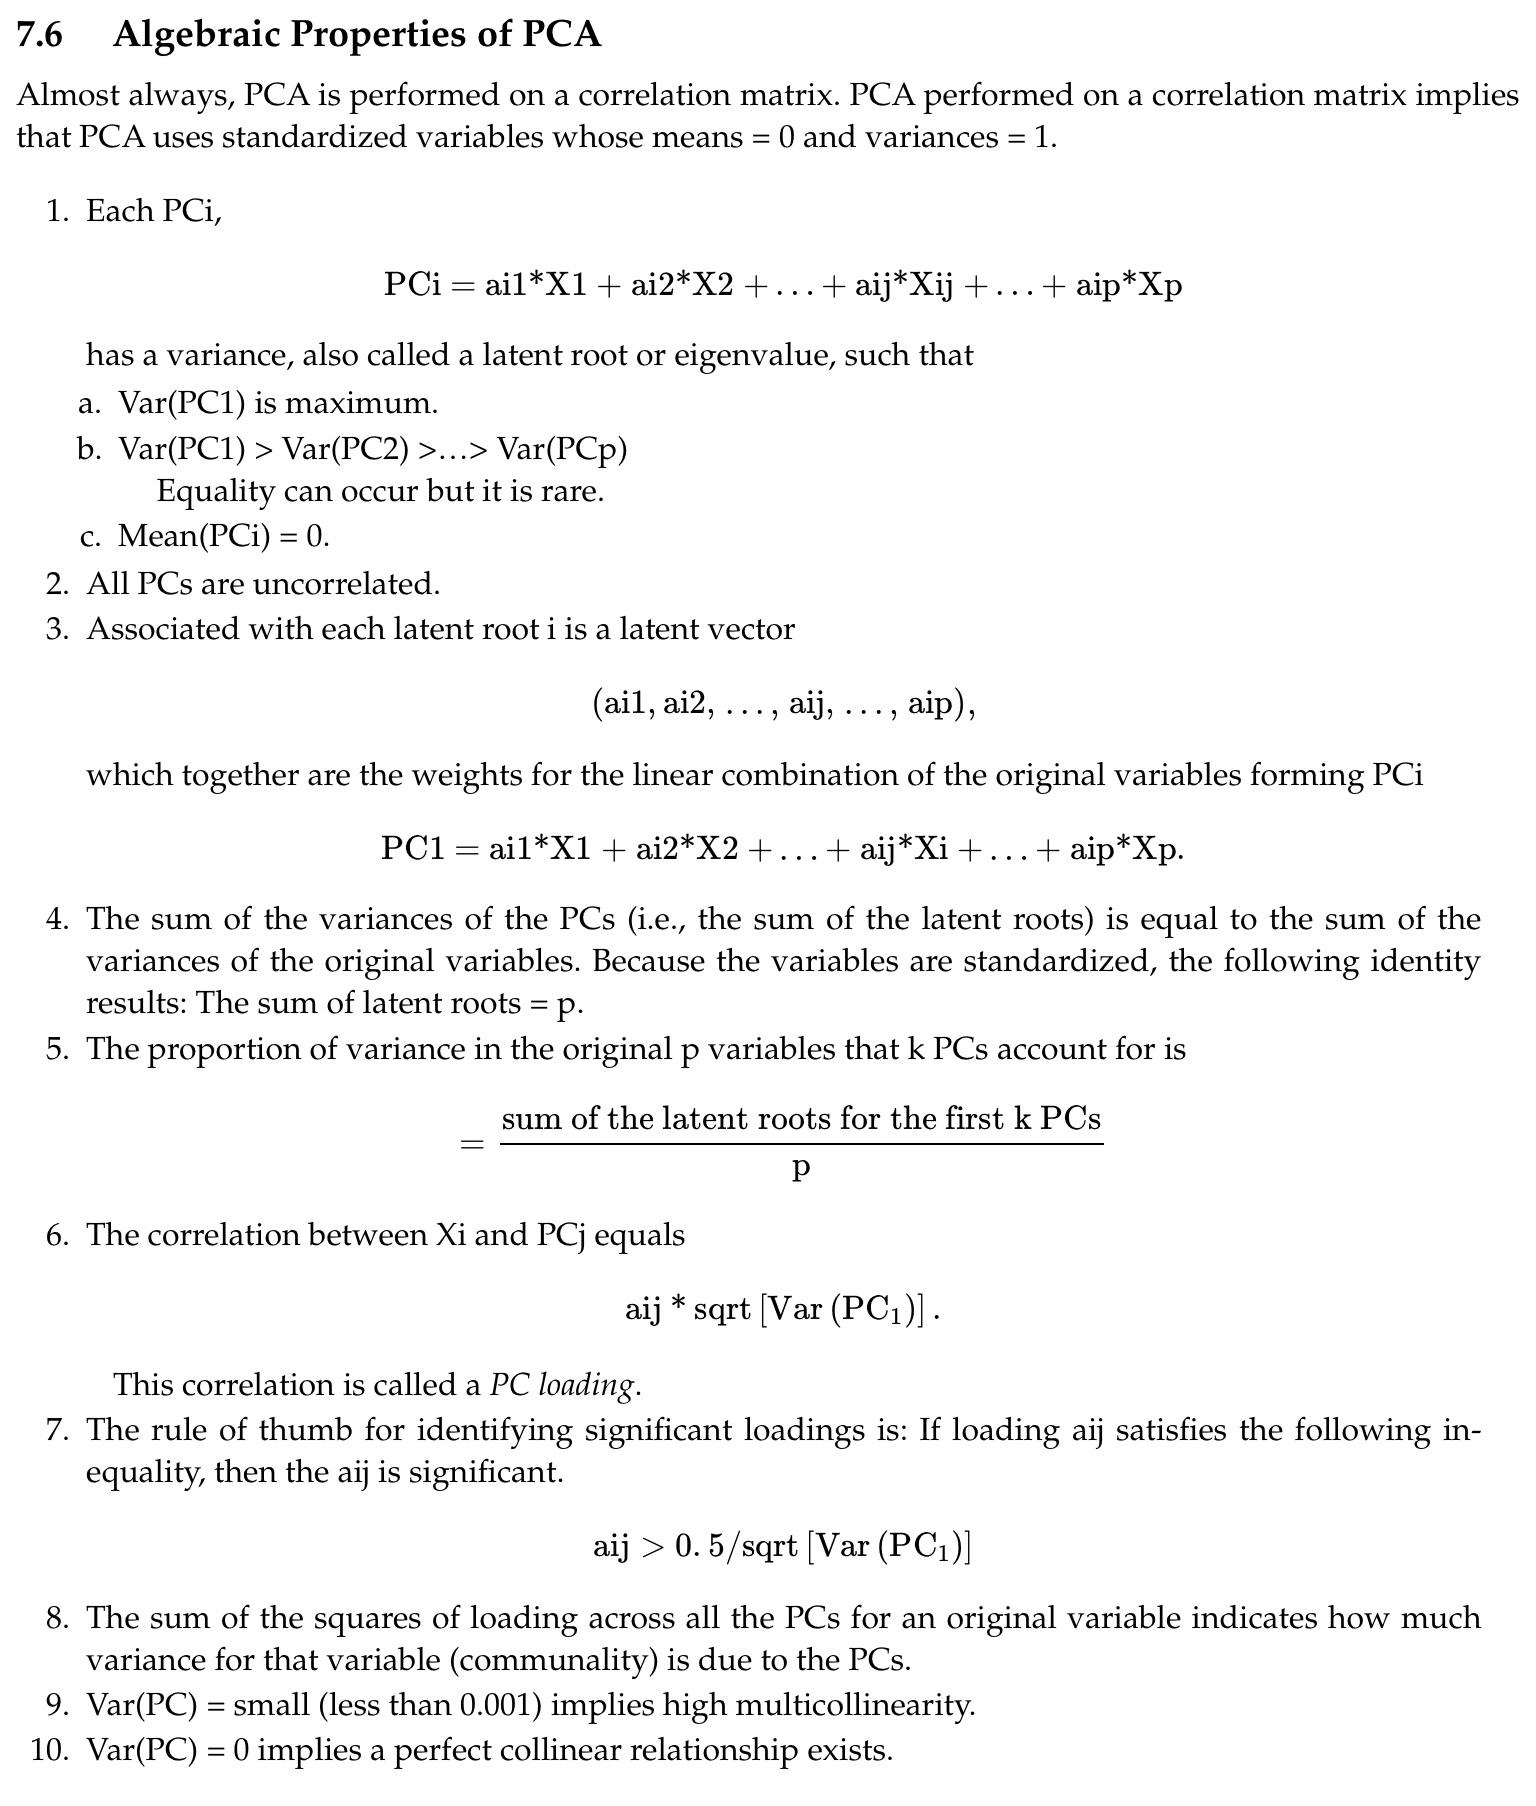 7.6 Algebraic Properties of PCA
Almost always, PCA is performed on a correlation matrix. PCA performed on a correlation matrix implies
that PCA uses standardized variables whose means = 0 and variances = 1.
1. Each PCi,
PCi = ai1*X1 + ai2*X2 + . . . + aij*Xij + . . . + aip*Xp
has a variance, also called a latent root or eigenvalue, such that
a. Var(PC1) is maximum.
b. Var(PC1) > Var(PC2) >…> Var(PCp)
Equality can occur but it is rare.
c. Mean(PCi) = 0.
2. All PCs are uncorrelated.
3. Associated with each latent root i is a latent vector
(ai1, ai2, . . . , aij, . . . , aip),
which together are the weights for the linear combination of the original variables forming PCi
PC1 = ai1*X1 + ai2*X2 + . . . + aij*Xi + . . . + aip*Xp.
4. The sum of the variances of the PCs (i.e., the sum of the latent roots) is equal to the sum of the
variances of the original variables. Because the variables are standardized, the following identity
results: The sum of latent roots = p.
5. The proportion of variance in the original p variables that k PCs account for is
= sum of the latent roots for the first k PCs
p
6. The correlation between Xi and PCj equals
aij * sqrt [Var (PC₁)] .
This correlation is called a PC loading.
7. The rule of thumb for identifying significant loadings is: If loading aij satisfies the following in-
equality, then the aij is significant.
aij > 0. 5/sqrt [Var (PC₁)]
8. The sum of the squares of loading across all the PCs for an original variable indicates how much
variance for that variable (communality) is due to the PCs.
9. Var(PC) = small (less than 0.001) implies high multicollinearity.
10. Var(PC) = 0 implies a perfect collinear relationship exists.